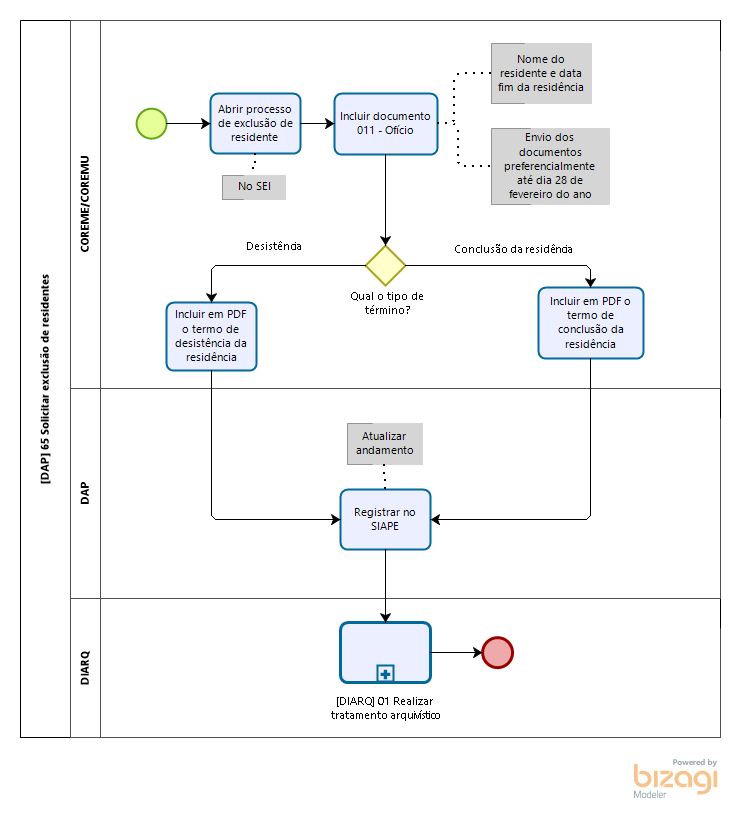 [DAP] 65 Solicitar exclusão de residentes
COREME/COREMU
Abrir processo
de exclusão de
residente
Incluir documento
011 - Ofício
Nome do
residente e data
fim da residência
Envio dos
documentos
preferencialmente
até dia 28 de
fevereiro do ano
No SEI
Desistência
Conclusão da residência
Qual o tipo de
término?
Incluir em PDF
o termo de
desistência da
residência
Incluir em PDF o
termo de
conclusão da
residência
DAP
Atualizar
andamento
Registrar no
SIAPE
DIARQ
[DIARQ] 01 Realizar
tratamento arquivístico
Powered by
bizagi
Modeler